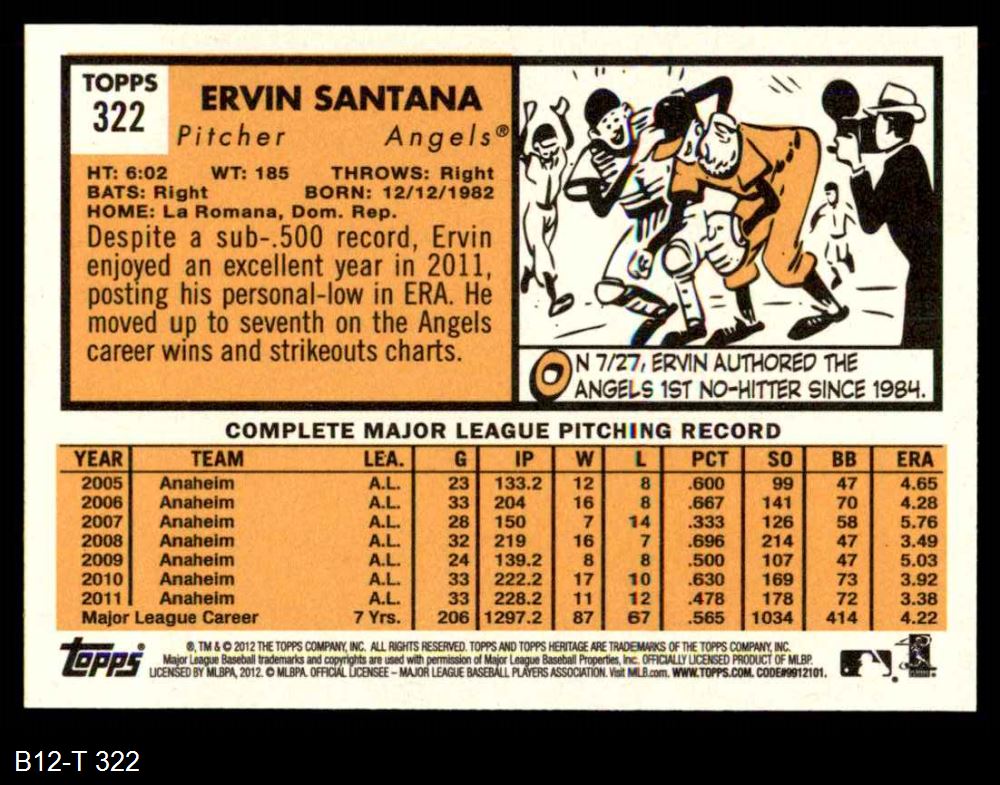 TOPPS
322
ERVIN SANTANA
Pitcher Angels®
HT: 6:02 WT: 185 THROWS: Right
BATS: Right BORN: 12/12/1982
HOME: La Romana, Dom. Rep.
Despite a sub-.500 record, Ervin
enjoyed an excellent year in 2011,
posting his personal-low in ERA. He
moved up to seventh on the Angels
career wins and strikeouts charts.
ON 7/27, ERVIN AUTHORED THE
ANGELS 1ST NO-HITTER SINCE 1984.
COMPLETE MAJOR LEAGUE PITCHING RECORD
YEAR TEAM LEA. G IP W L PCT SO BB ERA
2005 Anaheim A.L. 23 133.2 12 8 .600 99 47 4.65
2006 Anaheim A.L. 33 204 16 8 .667 141 70 4.28
2007 Anaheim A.L. 28 150 7 14 .333 126 58 5.76
2008 Anaheim A.L. 32 219 16 7 .696 214 47 3.49
2009 Anaheim A.L. 24 139.2 8 8 .500 107 47 5.03
2010 Anaheim A.L. 33 222.2 17 10 .630 169 73 3.92
2011 Anaheim A.L. 33 228.2 11 12 .478 178 72 3.38
Major League Career 7 Yrs. 206 1297.2 87 67 .565 1034 414 4.22
Topps
®, TM & © 2012 THE TOPPS COMPANY, INC. ALL RIGHTS RESERVED. TOPPS AND TOPPS HERITAGE ARE TRADEMARKS OF THE TOPPS COMPANY, INC.
Major League Baseball trademarks and copyrights are used with permission of Major League Baseball Properties, Inc. OFFICIALLY LICENSED PRODUCT OF MLBP.
LICENSED BY MLBPA, 2012. © MLBPA. OFFICIAL LICENSEE – MAJOR LEAGUE BASEBALL PLAYERS ASSOCIATION. Visit MLB.com. WWW.TOPPS.COM. CODE#9912101.
B12-T 322